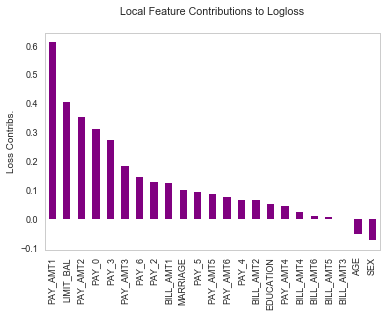 Local Feature Contributions to Logloss
Loss Contribs.
0.6
0.5
0.4
0.3
0.2
0.1
0.0
−0.1
PAY_AMT1
LIMIT_BAL
PAY_AMT2
PAY_0
PAY_3
PAY_AMT3
PAY_6
PAY_2
BILL_AMT1
MARRIAGE
PAY_5
PAY_AMT5
PAY_AMT6
PAY_4
BILL_AMT2
EDUCATION
PAY_AMT4
BILL_AMT4
BILL_AMT6
BILL_AMT5
BILL_AMT3
AGE
SEX